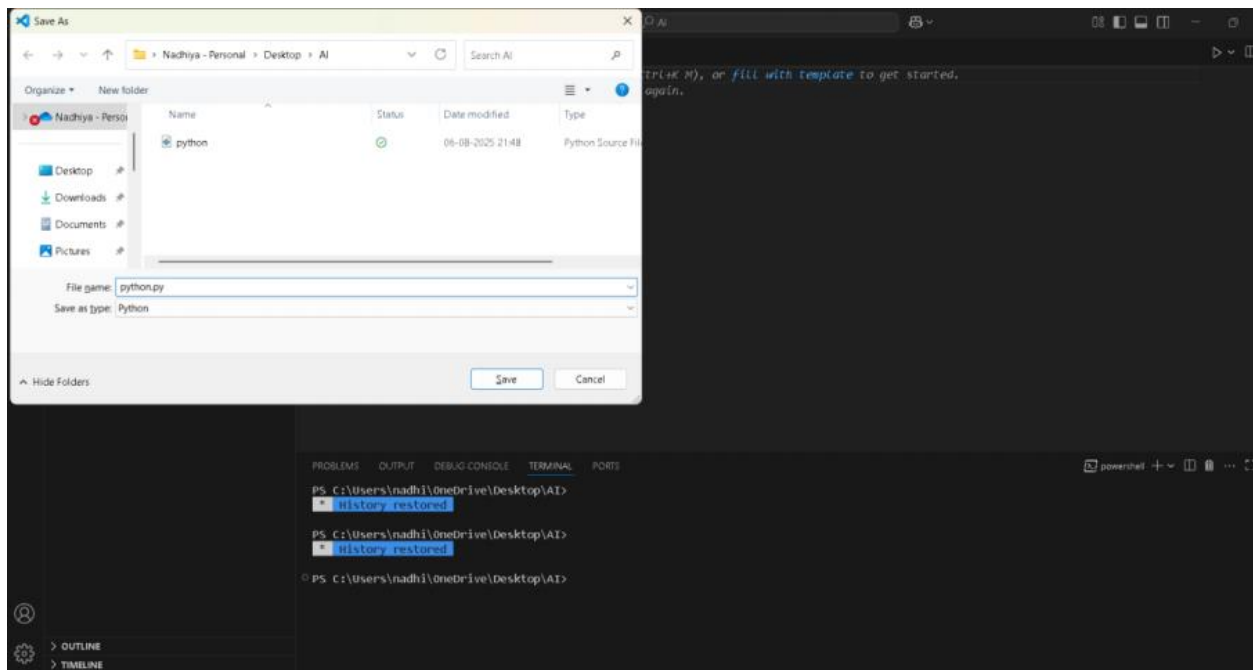 Save As
Nadhiya - Personal > Desktop > AI
Search AI
AI
Organize
New folder
Nadhiya - Person
Name
Status
Date modified
Type
python
06-08-2025 21:48
Python Source Fil
Desktop
Downloads
Documents
Pictures
File name: python.py
Save as type: Python
Hide Folders
Save
Cancel
trl+K M), or fill with template to get started.
again.
PROBLEMS OUTPUT DEBUG CONSOLE TERMINAL PORTS
powershell
PS C:\Users\nadhi\OneDrive\Desktop\AI>
* History restored
PS C:\Users\nadhi\OneDrive\Desktop\AI>
* History restored
PS C:\Users\nadhi\OneDrive\Desktop\AI>
> OUTLINE
> TIMELINE